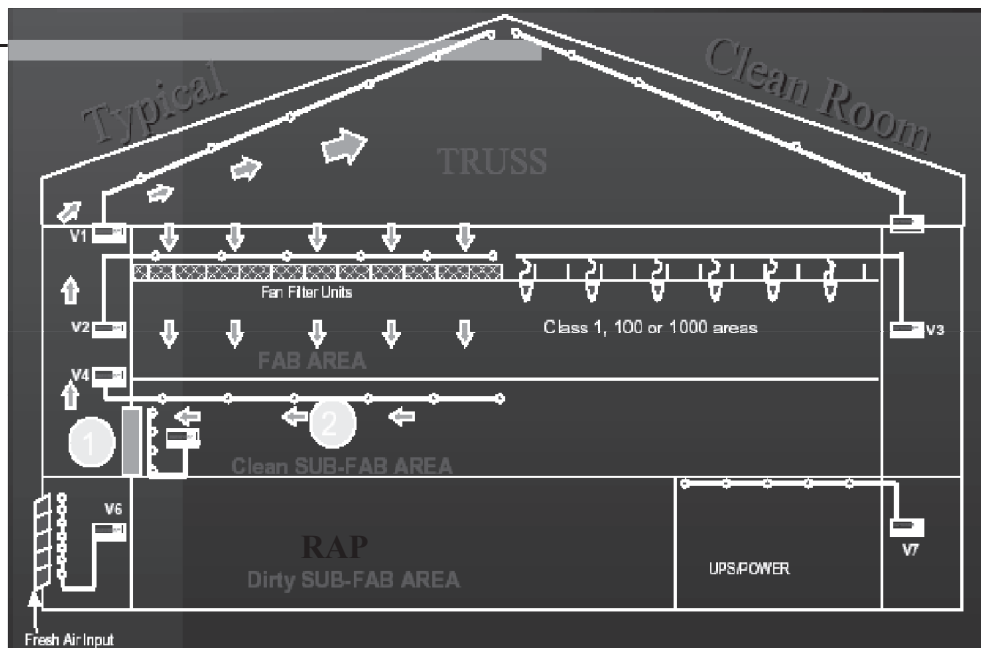 Typical
Clean Room
TRUSS
V1
Fan Filter Units
V2
Class 1, 100 or 1000 areas
V3
FAB AREA
V4
1
2
Clean SUB-FAB AREA
V6
RAP
Dirty SUB-FAB AREA
V7
UPS/POWER
Fresh Air Input